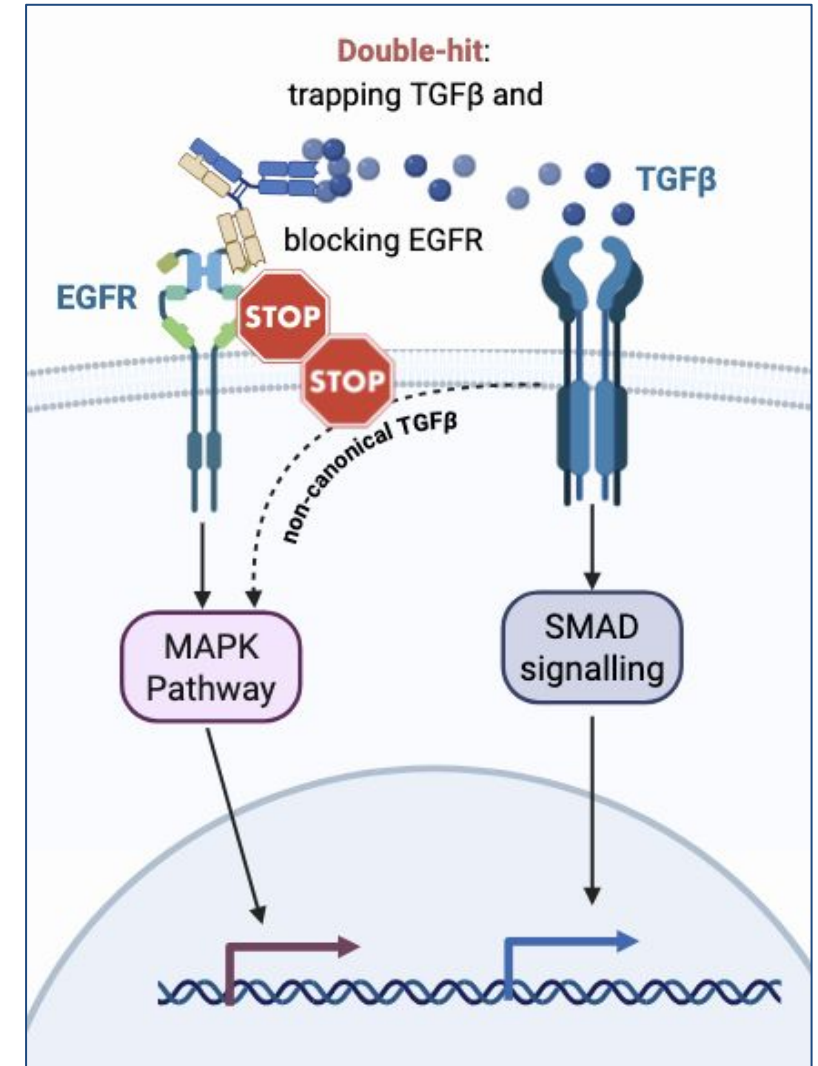 Double-hit:
trapping TGFβ and
TGFβ
blocking EGFR
EGFR
STOP
STOP
non-canonical TGFβ
MAPK
Pathway
SMAD
signalling